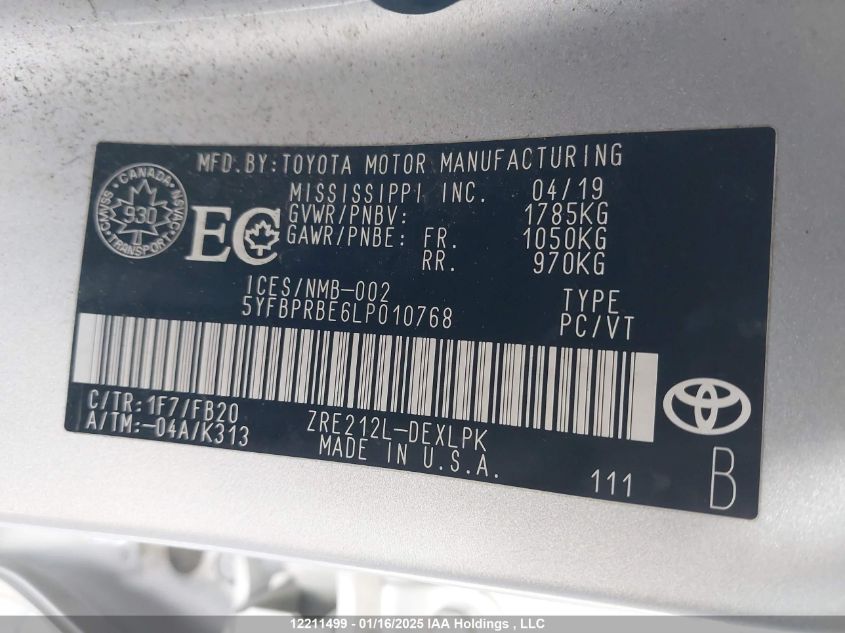 MFD.BY:TOYOTA MOTOR MANUFACTURING
MISSISSIPPI INC. 04/19
GVWR/PNBV: 1785KG
GAWR/PNBE: FR. 1050KG
RR. 970KG
CANADA
930
TRANSPORT
EC
ICES/NMB-002
5YFBPRBE6LP010768
TYPE
PC/VT
C/TR:1F7/FB20
A/TM:-04A/K313
ZRE212L-DEXLPK
MADE IN U.S.A.
111
B
12211499 - 01/16/2025 IAA Holdings , LLC